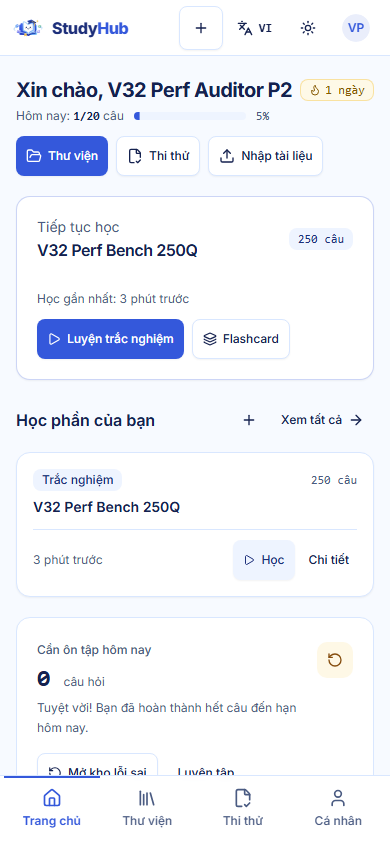 StudyHub
VI
VP
Xin chào, V32 Perf Auditor P2
1 ngày
Hôm nay: 1/20 câu
5%
Thư viện
Thi thử
Nhập tài liệu
Tiếp tục học
V32 Perf Bench 250Q
250 câu
Học gần nhất: 3 phút trước
Luyện trắc nghiệm
Flashcard
Học phần của bạn
Xem tất cả
Trắc nghiệm
250 câu
V32 Perf Bench 250Q
3 phút trước
Học
Chi tiết
Cần ôn tập hôm nay
0 câu hỏi
Tuyệt vời! Bạn đã hoàn thành hết câu đến hạn
hôm nay.
Mở kho lỗi sai
Luyện tập
Trang chủ
Thư viện
Thi thử
Cá nhân